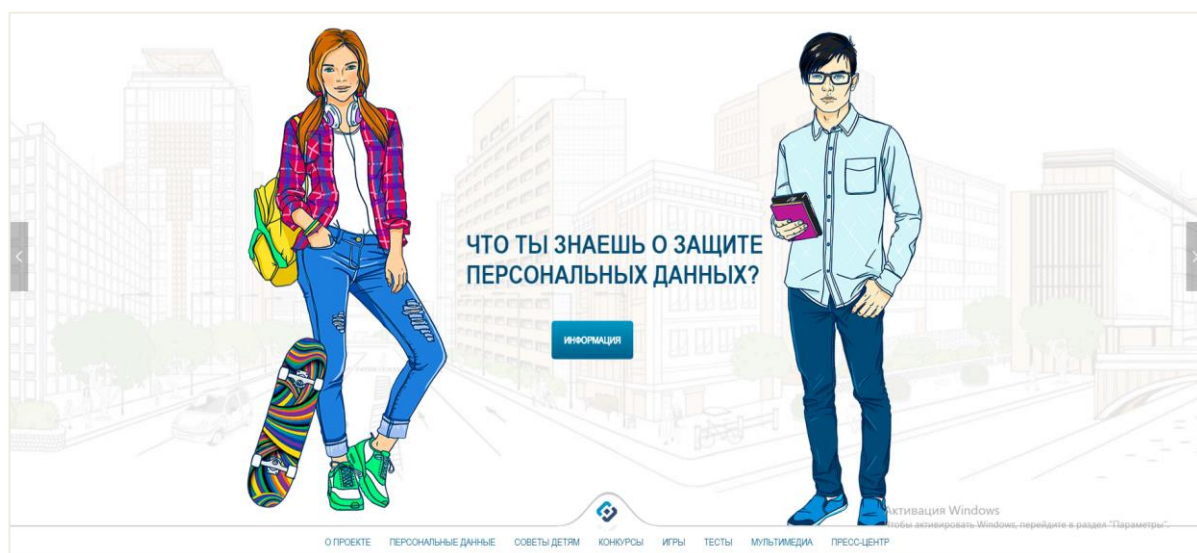 ЧТО ТЫ ЗНАЕШЬ О ЗАЩИТЕ
ПЕРСОНАЛЬНЫХ ДАННЫХ?
ИНФОРМАЦИЯ
Активация Windows
Чтобы активировать Windows, перейдите в раздел "Параметры".
О ПРОЕКТЕ ПЕРСОНАЛЬНЫЕ ДАННЫЕ СОВЕТЫ ДЕТЯМ КОНКУРСЫ ИГРЫ ТЕСТЫ МУЛЬТИМЕДИА ПРЕСС-ЦЕНТР